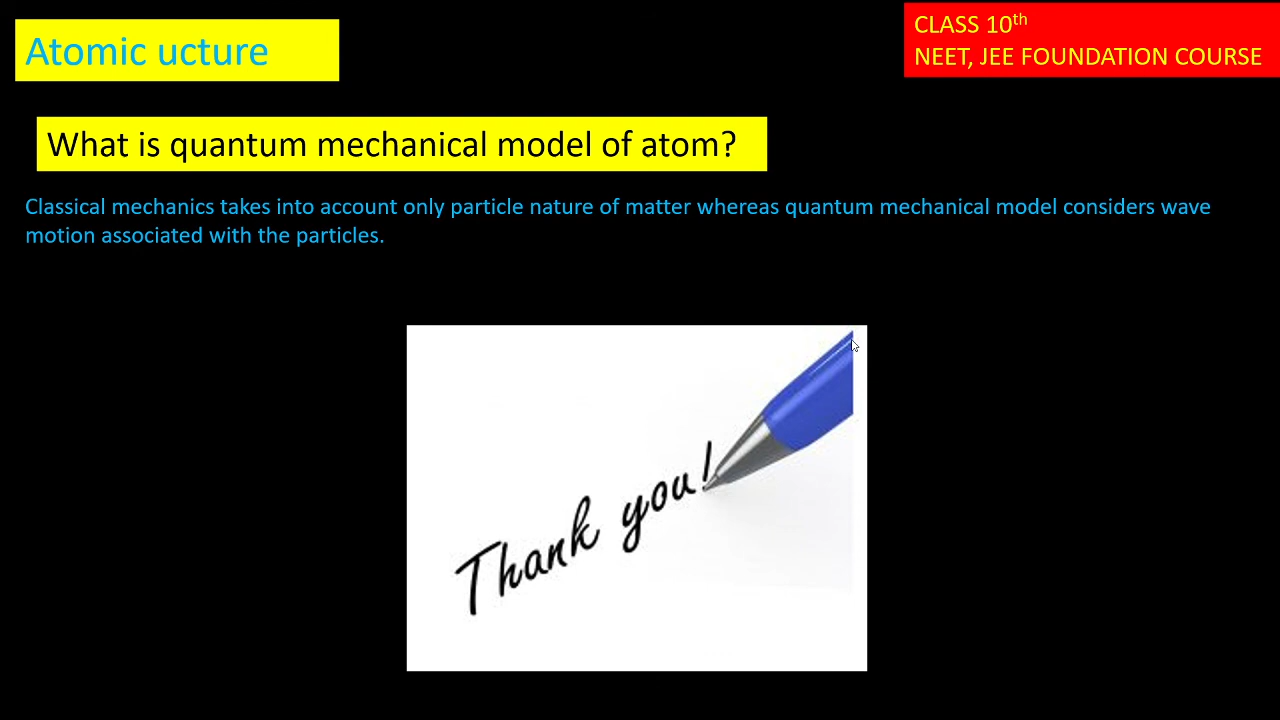 Atomic ucture
CLASS 10th
NEET, JEE FOUNDATION COURSE
What is quantum mechanical model of atom?
Classical mechanics takes into account only particle nature of matter whereas quantum mechanical model considers wave
motion associated with the particles.
Thank you!